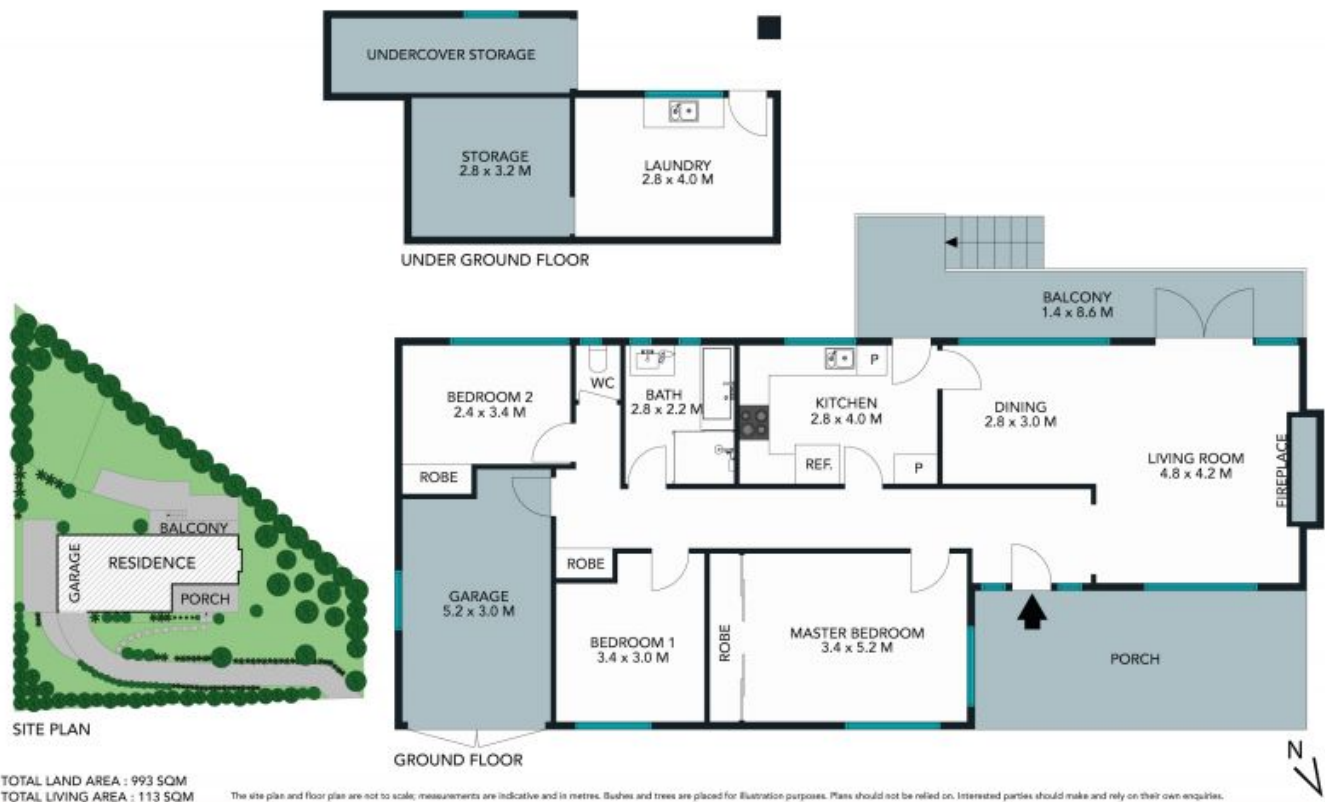 UNDERCOVER STORAGE
STORAGE
2.8 x 3.2 M
LAUNDRY
2.8 x 4.0 M
UNDER GROUND FLOOR
BALCONY
1.4 x 8.6 M
BEDROOM 2
2.4 x 3.4 M
ROBE
WC
BATH
2.8 x 2.2 M
P
KITCHEN
2.8 x 4.0 M
REF.
P
DINING
2.8 x 3.0 M
LIVING ROOM
4.8 x 4.2 M
FIREPLACE
GARAGE
5.2 x 3.0 M
ROBE
BEDROOM 1
3.4 x 3.0 M
ROBE
MASTER BEDROOM
3.4 x 5.2 M
PORCH
GROUND FLOOR
BALCONY
GARAGE
RESIDENCE
PORCH
SITE PLAN
N
TOTAL LAND AREA : 993 SQM
TOTAL LIVING AREA : 113 SQM
The site plan and floor plan are not to scale; measurements are indicative and in metres. Bushes and trees are placed for illustration purposes. Plans should not be relied on. Interested parties should make and rely on their own enquiries.